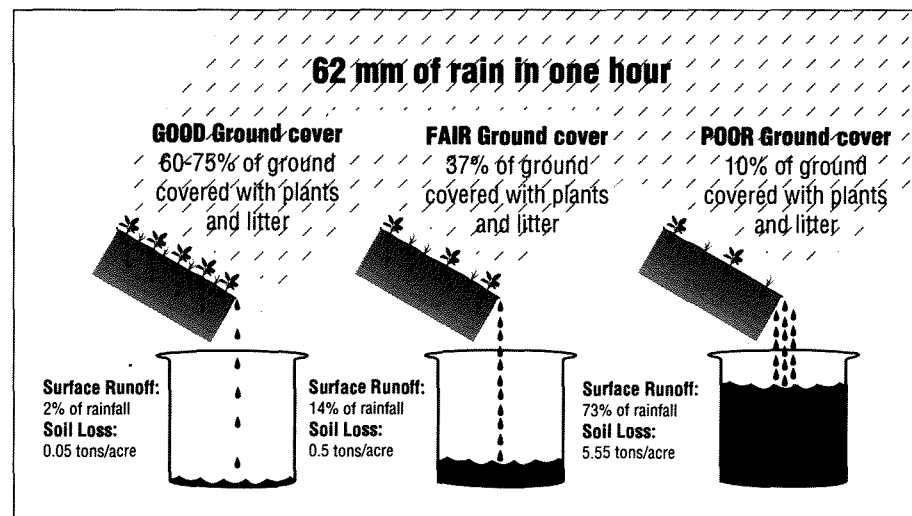 62 mm of rain in one hour
GOOD Ground cover
60-75% of ground
covered with plants
and litter
FAIR Ground cover
37% of ground
covered with plants
and litter
POOR Ground cover
10% of ground
covered with plants
and litter
Surface Runoff:
2% of rainfall
Soil Loss:
0.05 tons/acre
Surface Runoff:
14% of rainfall
Soil Loss:
0.5 tons/acre
Surface Runoff:
73% of rainfall
Soil Loss:
5.55 tons/acre